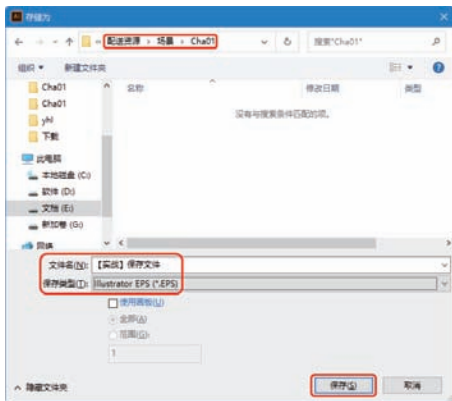 存储为
配送资源 › 场景 › Cha01
搜索"Cha01"
组织 新建文件夹
Cha01
Cha01
yhl
下载
此电脑
本地磁盘 (C:)
软件 (D:)
文档 (E:)
新加卷 (G:)
网络
名称 修改日期 类型
没有与搜索条件匹配的项。
文件名(N): 【实战】保存文件
保存类型(T): Illustrator EPS (*.EPS)
使用画板(U)
全部(A)
范围(G):
1
隐藏文件夹
保存(S) 取消